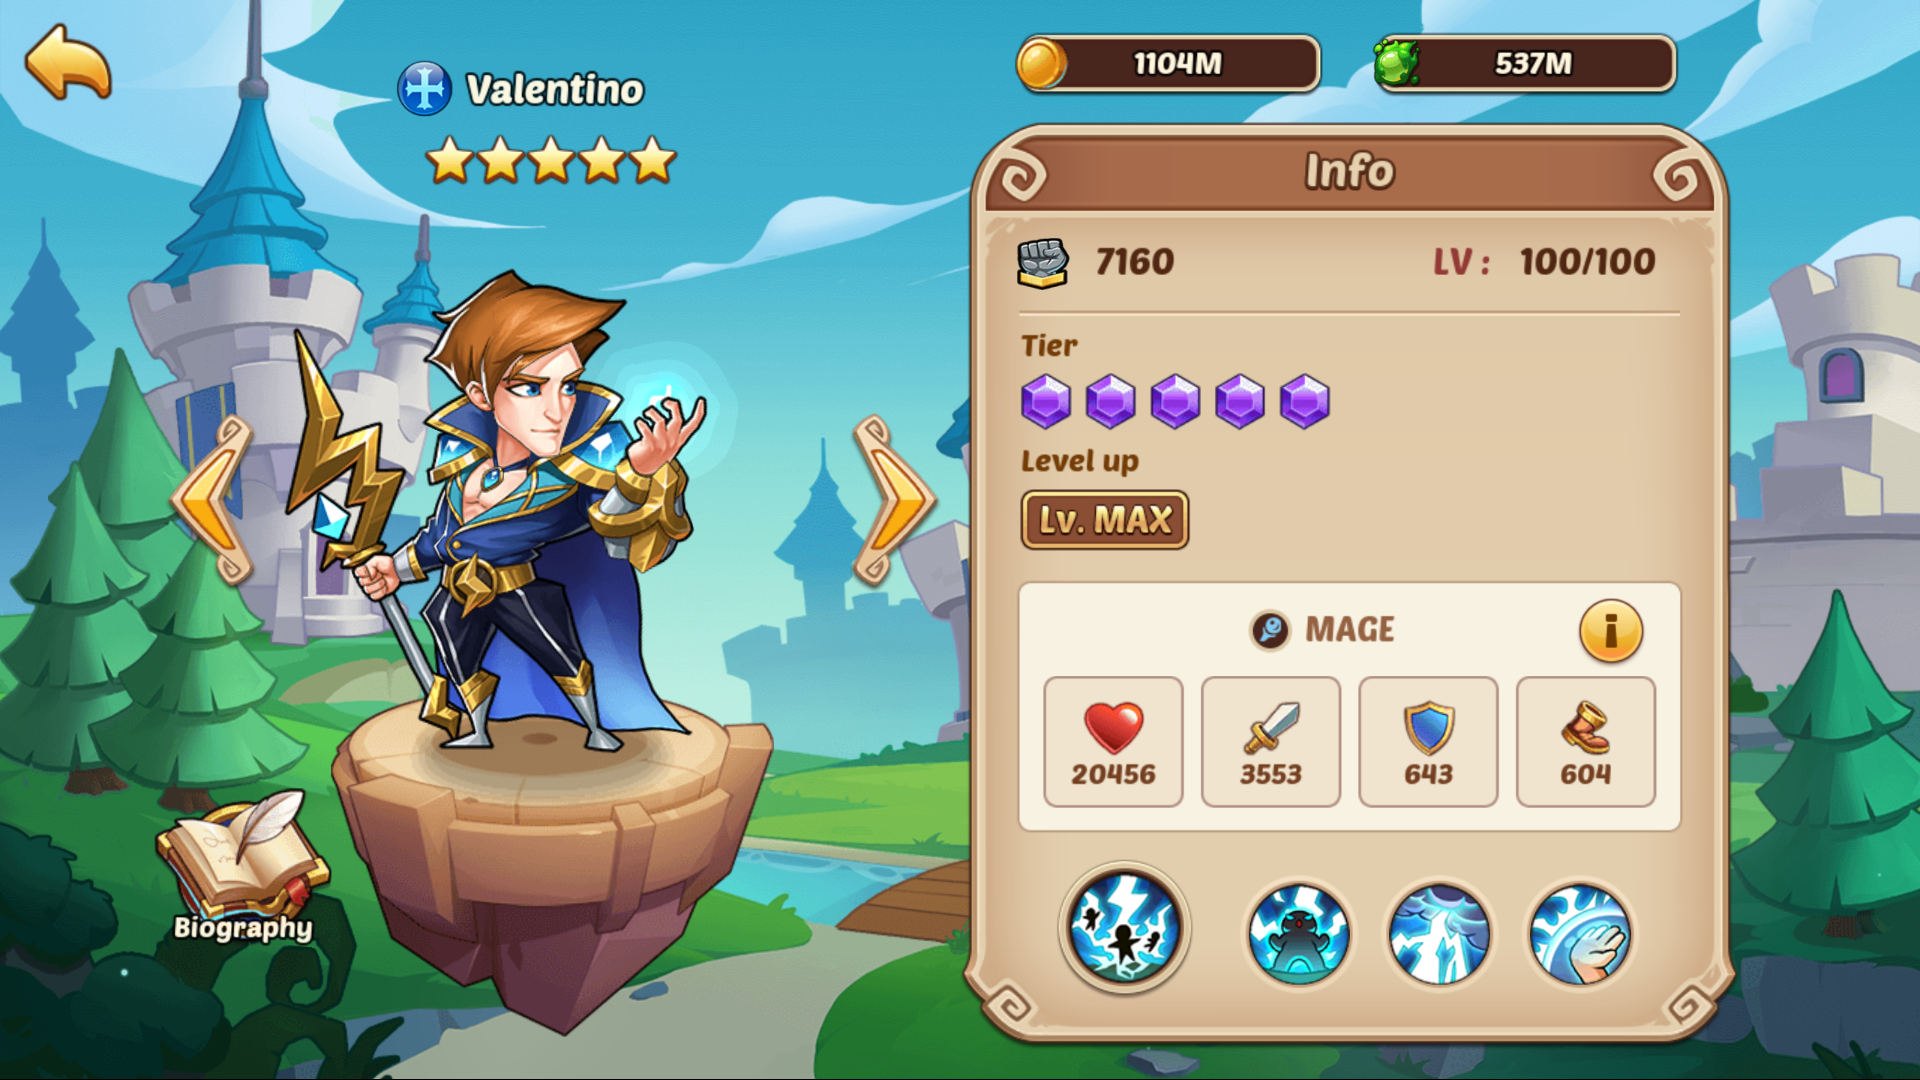 Valentino
1104M
537M
Info
7160
LV : 100/100
Tier
Level up
Lv. MAX
MAGE
20456
3553
643
604
Biography